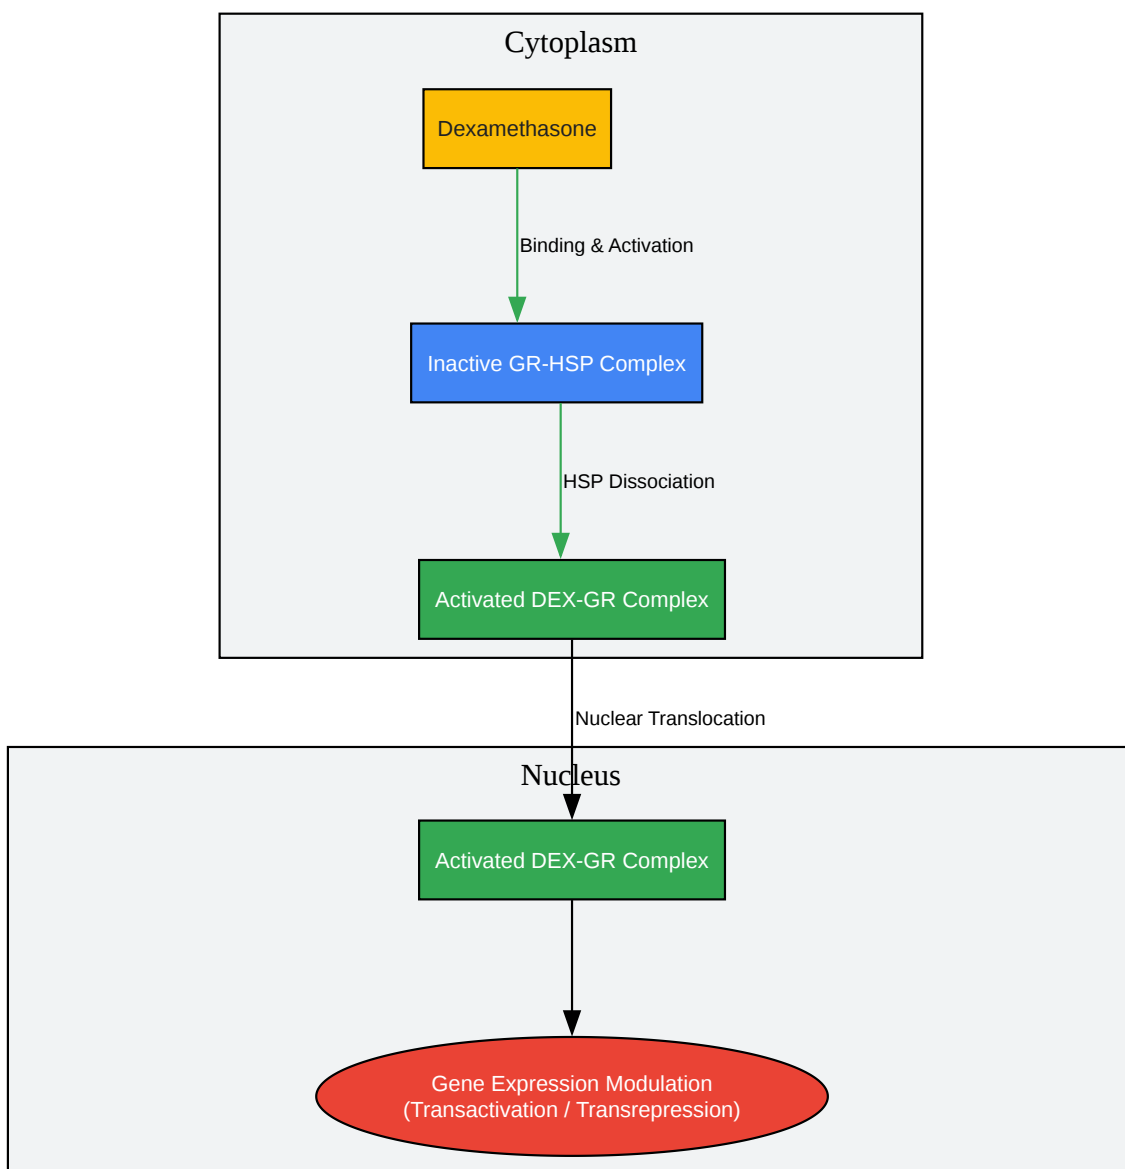 Cytoplasm
Dexamethasone
Binding & Activation
Inactive GR-HSP Complex
HSP Dissociation
Activated DEX-GR Complex
Nuclear Translocation
Nucleus
Activated DEX-GR Complex
Gene Expression Modulation
(Transactivation / Transrepression)